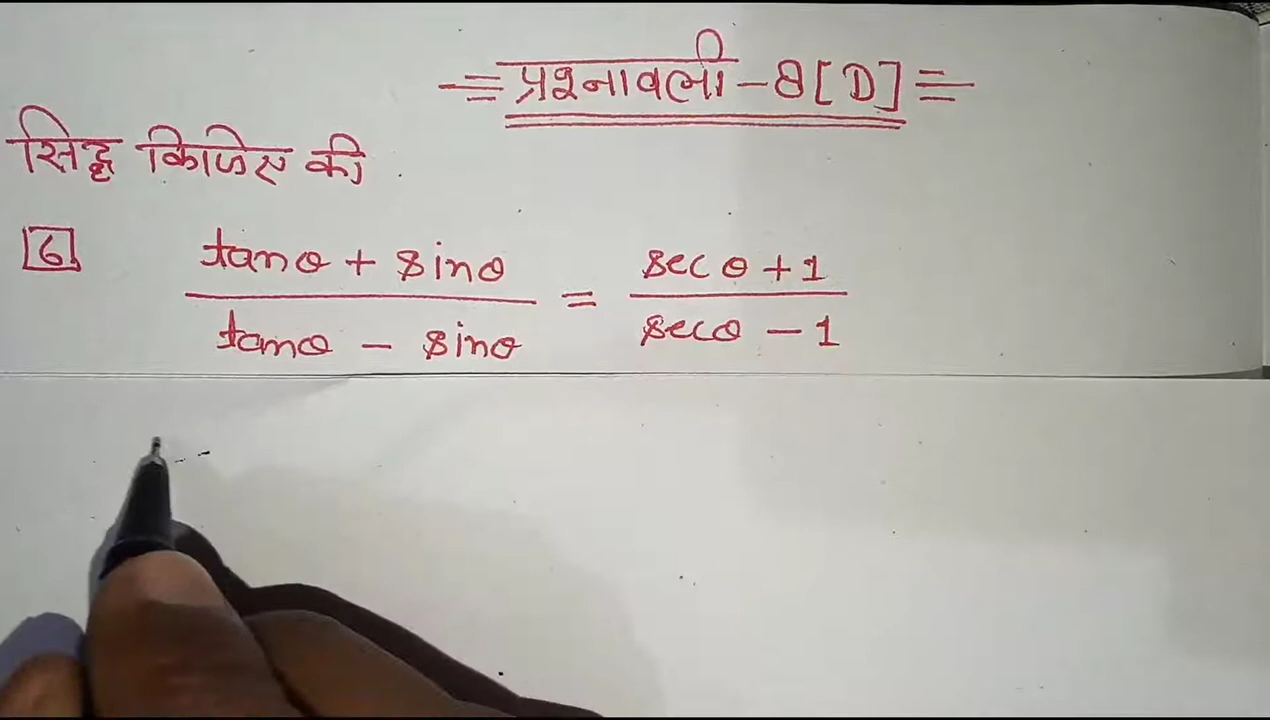 प्रश्नावली - 8 [D]
सिद्ध किजिए की
6 tanθ + sinθ / tanθ - sinθ = secθ + 1 / secθ - 1